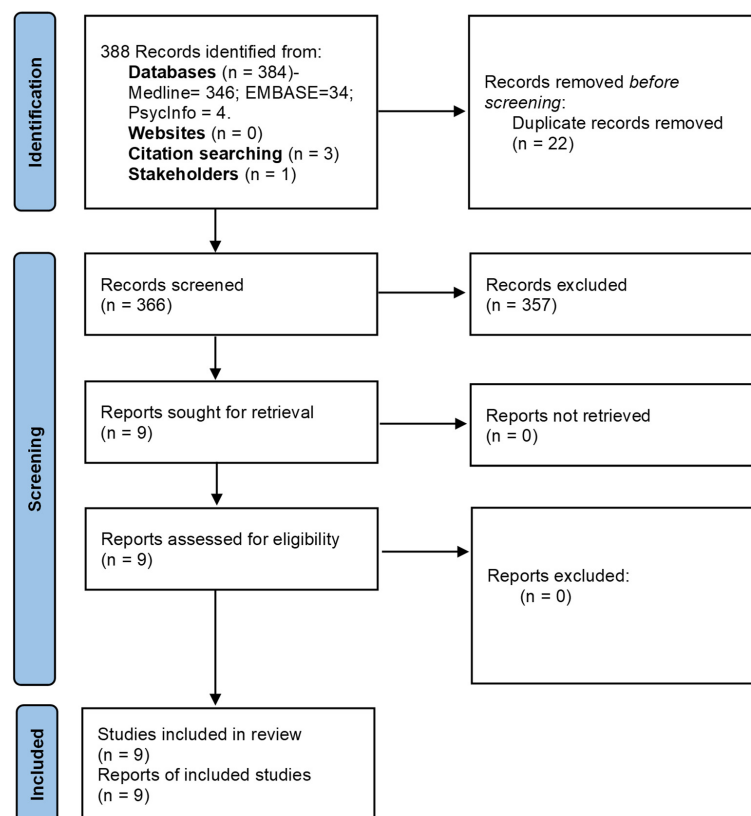 Identification
388 Records identified from:
Databases (n = 384)-
Medline= 346; EMBASE=34;
PsycInfo = 4.
Websites (n = 0)
Citation searching (n = 3)
Stakeholders (n = 1)
Records removed before
screening:
Duplicate records removed
(n = 22)
Screening
Records screened
(n = 366)
Records excluded
(n = 357)
Reports sought for retrieval
(n = 9)
Reports not retrieved
(n = 0)
Reports assessed for eligibility
(n = 9)
Reports excluded:
(n = 0)
Included
Studies included in review
(n = 9)
Reports of included studies
(n = 9)